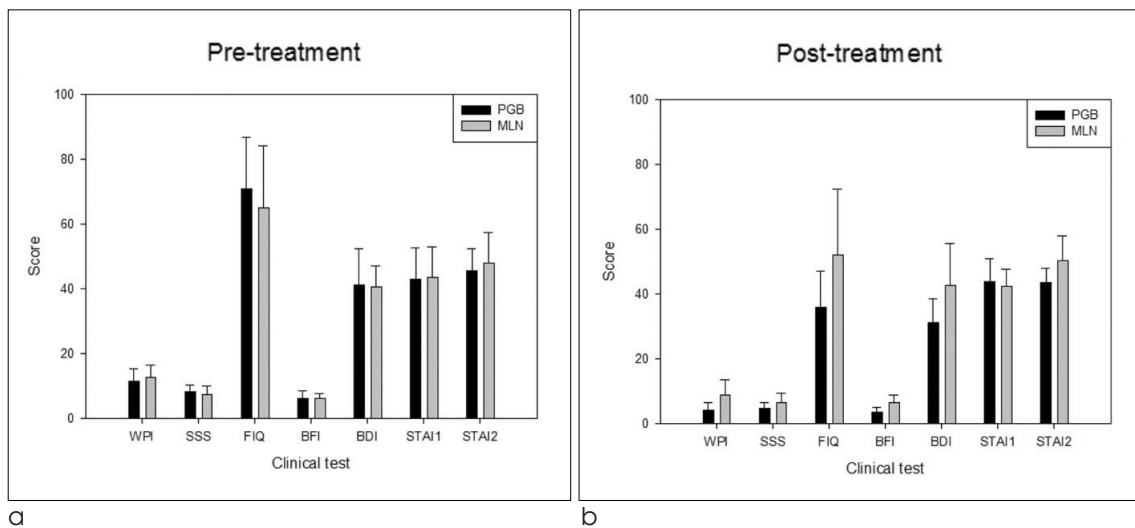 Pre-treatment
100
80
60
40
20
0
Score
PGB
MLN
WPI SSS FIQ BFI BDI STAI1 STAI2
Clinical test
a
Post-treatment
100
80
60
40
20
0
Score
PGB
MLN
WPI SSS FIQ BFI BDI STAI1 STAI2
Clinical test
b